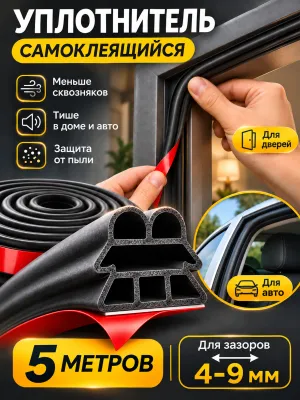 УПЛОТНИТЕЛЬ
САМОКЛЕЯЩИЙСЯ
Меньше
сквозняков
Тише
в доме и авто
Защита
от пыли
Для
дверей
Для
авто
5 МЕТРОВ
Для зазоров
4-9 мм